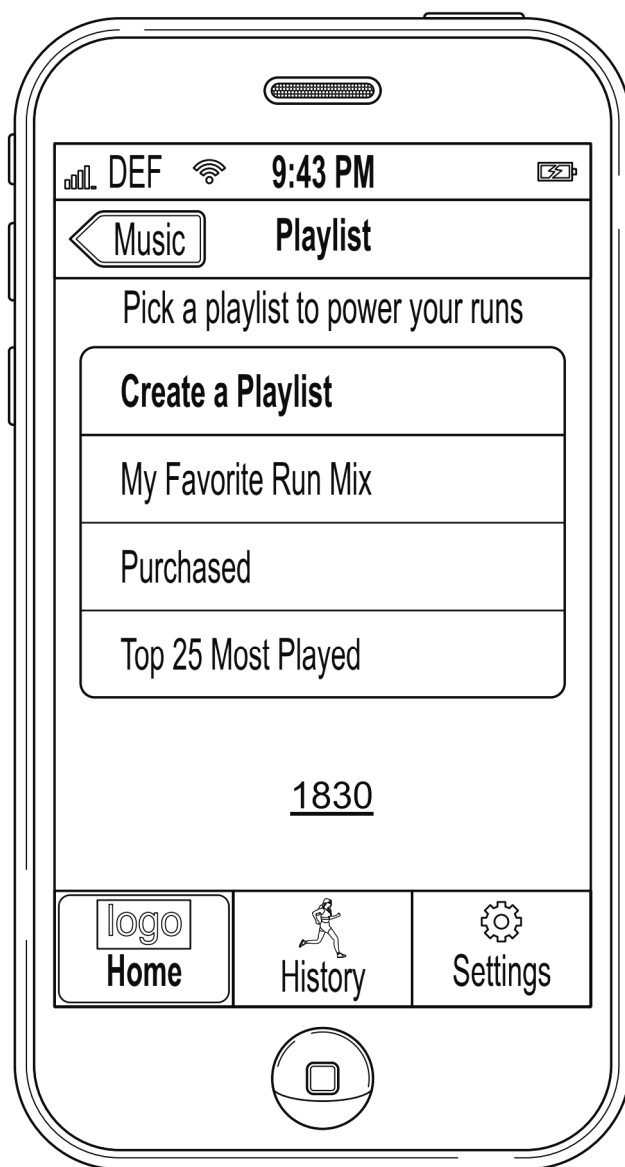 DEF 9:43 PM
Music Playlist
Pick a playlist to power your runs
Create a Playlist
My Favorite Run Mix
Purchased
Top 25 Most Played
1830
logo
Home History Settings